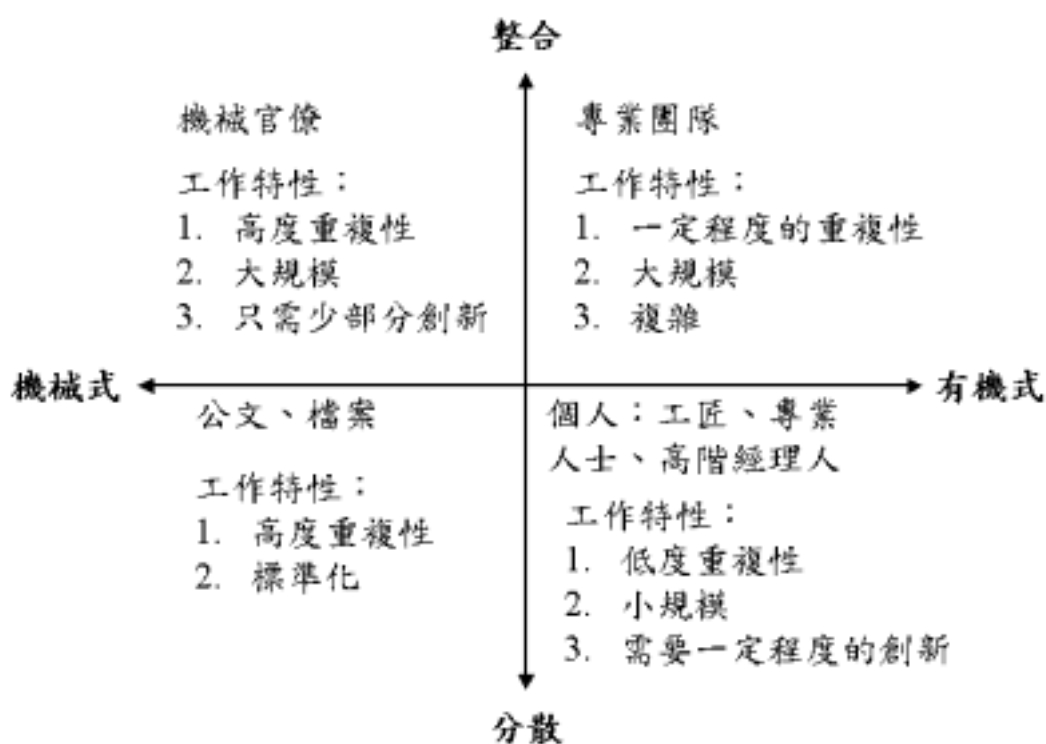 整合
機械官僚
工作特性：
1. 高度重複性
2. 大規模
3. 只需少部分創新
專業團隊
工作特性：
1. 一定程度的重複性
2. 大規模
3. 複雜
機械式
有機式
公文、檔案
工作特性：
1. 高度重複性
2. 標準化
個人：工匠、專業
人士、高階經理人
工作特性：
1. 低度重複性
2. 小規模
3. 需要一定程度的創新
分散